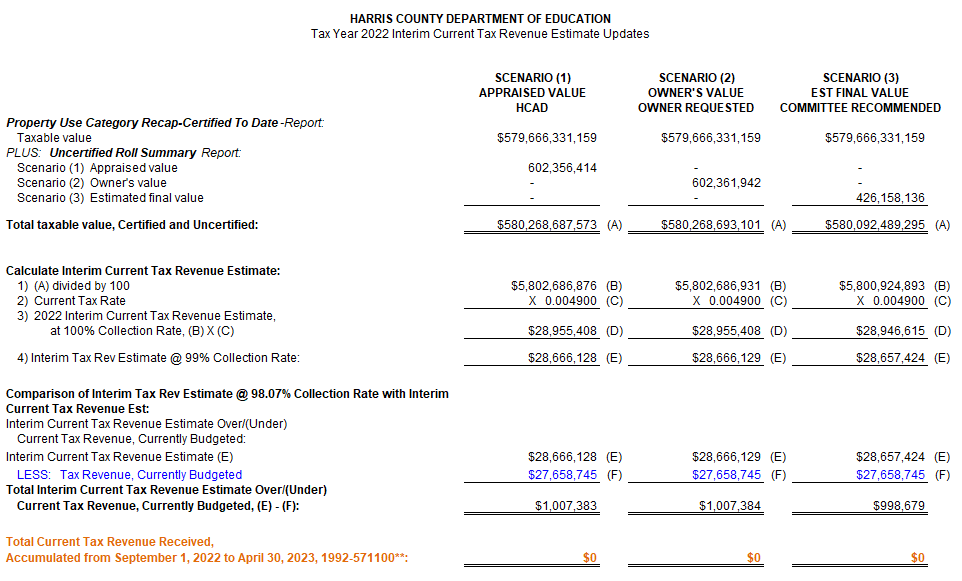 HARRIS COUNTY DEPARTMENT OF EDUCATION
Tax Year 2022 Interim Current Tax Revenue Estimate Updates
SCENARIO (1) SCENARIO (2) SCENARIO (3)
APPRAISED VALUE OWNER'S VALUE EST FINAL VALUE
HCAD OWNER REQUESTED COMMITTEE RECOMMENDED
Property Use Category Recap-Certified To Date -Report:
Taxable value $579,666,331,159 $579,666,331,159 $579,666,331,159
PLUS: Uncertified Roll Summary Report:
Scenario (1) Appraised value 602,356,414 - -
Scenario (2) Owner's value - 602,361,942 -
Scenario (3) Estimated final value - - 426,158,136
Total taxable value, Certified and Uncertified: $580,268,687,573 (A) $580,268,693,101 (A) $580,092,489,295 (A)
Calculate Interim Current Tax Revenue Estimate:
1) (A) divided by 100 $5,802,686,876 (B) $5,802,686,931 (B) $5,800,924,893 (B)
2) Current Tax Rate X 0.004900 (C) X 0.004900 (C) X 0.004900 (C)
3) 2022 Interim Current Tax Revenue Estimate,
at 100% Collection Rate, (B) X (C) $28,955,408 (D) $28,955,408 (D) $28,946,615 (D)
4) Interim Tax Rev Estimate @ 99% Collection Rate: $28,666,128 (E) $28,666,129 (E) $28,657,424 (E)
Comparison of Interim Tax Rev Estimate @ 98.07% Collection Rate with Interim
Current Tax Revenue Est:
Interim Current Tax Revenue Estimate Over/(Under)
Current Tax Revenue, Currently Budgeted:
Interim Current Tax Revenue Estimate (E) $28,666,128 (E) $28,666,129 (E) $28,657,424 (E)
LESS: Tax Revenue, Currently Budgeted $27,658,745 (F) $27,658,745 (F) $27,658,745 (F)
Total Interim Current Tax Revenue Estimate Over/(Under)
Current Tax Revenue, Currently Budgeted, (E) - (F): $1,007,383 $1,007,384 $998,679
Total Current Tax Revenue Received,
Accumulated from September 1, 2022 to April 30, 2023, 1992-571100**: $0 $0 $0